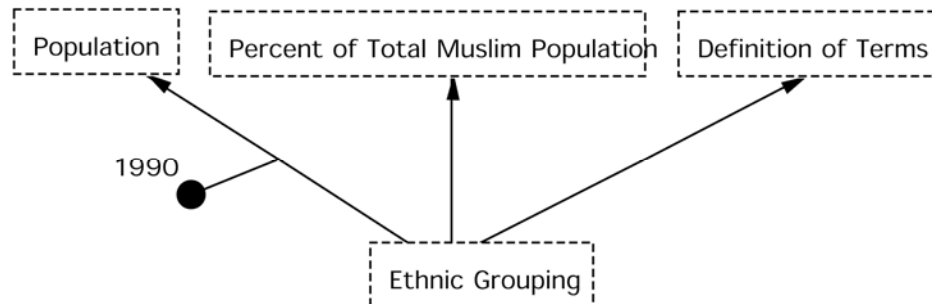 Population
Percent of Total Muslim Population
Definition of Terms
1990
Ethnic Grouping